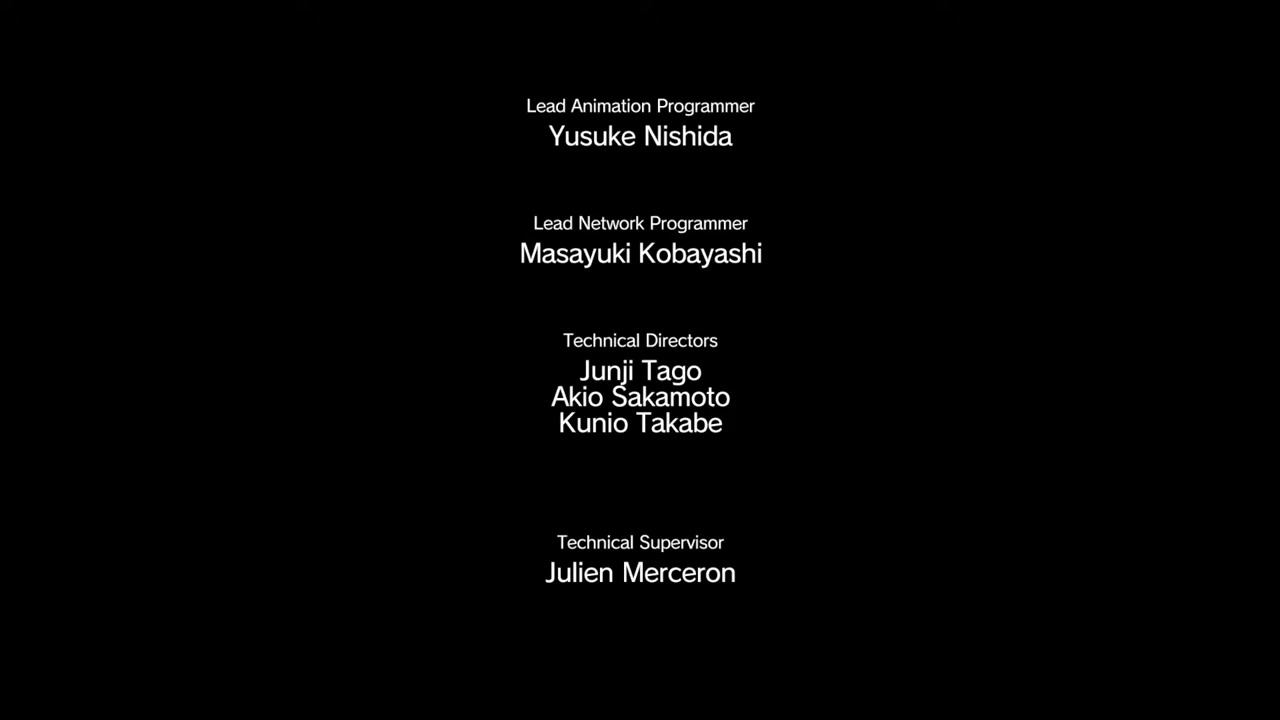 Lead Animation Programmer
Yusuke Nishida
Lead Network Programmer
Masayuki Kobayashi
Technical Directors
Junji Tago
Akio Sakamoto
Kunio Takabe
Technical Supervisor
Julien Merceron